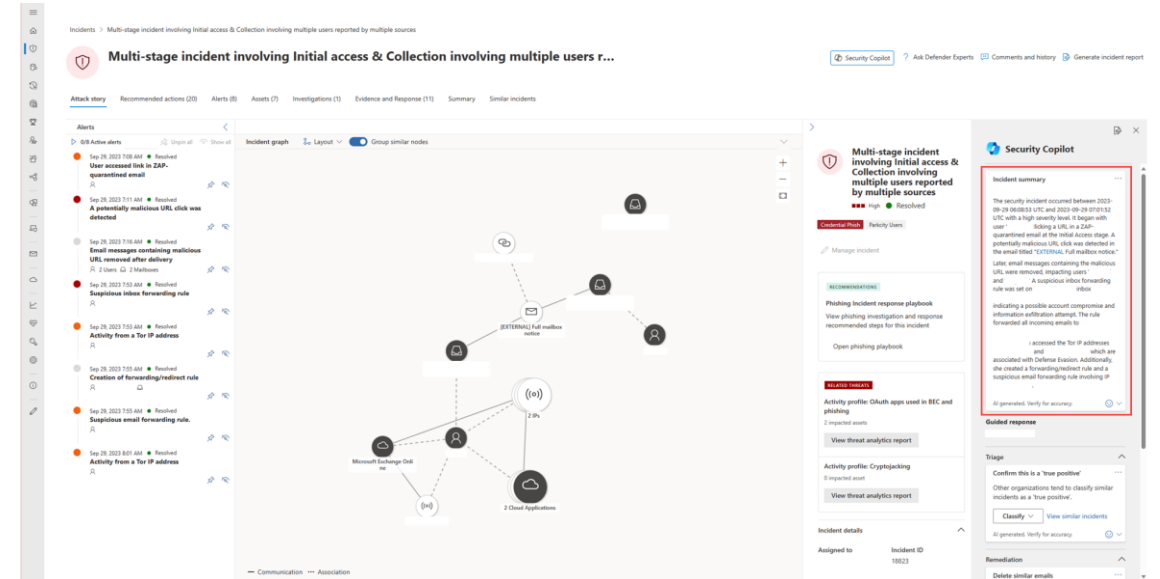 Incidents > Multi-stage incident involving Initial access & Collection involving multiple users reported by multiple sources
Multi-stage incident involving Initial access & Collection involving multiple users r...
Security Copilot
? Ask Defender Experts
Comments and history
Generate incident report
Attack story
Recommended actions (20)
Alerts (8)
Assets (7)
Investigations (1)
Evidence and Response (11)
Summary
Similar incidents
Alerts
0/8 Active alerts
Unpin all
Show all
Sep 29, 2023 7:08 AM Resolved
User accessed link in ZAP-
quarantined email
Sep 29, 2023 7:11 AM Resolved
A potentially malicious URL click was
detected
Sep 29, 2023 7:16 AM Resolved
Email messages containing malicious
URL removed after delivery
2 Users 2 Mailboxes
Sep 29, 2023 7:53 AM Resolved
Suspicious inbox forwarding rule
Sep 29, 2023 7:55 AM Resolved
Activity from a Tor IP address
Sep 29, 2023 7:55 AM Resolved
Creation of forwarding/redirect rule
Sep 29, 2023 7:55 AM Resolved
Suspicious email forwarding rule.
Sep 29, 2023 8:01 AM Resolved
Activity from a Tor IP address
Incident graph
Layout
Group similar nodes
[EXTERNAL] Full mailbox
notice
2 IPs
Microsoft Exchange Onli
ne
2 Cloud Applications
Communication
Association
Multi-stage incident
involving Initial access &
Collection involving
multiple users reported
by multiple sources
High Resolved
Credential Phish
Parkcity Users
Manage incident
RECOMMENDATIONS
Phishing Incident response playbook
View phishing investigation and response
recommended steps for this incident
Open phishing playbook
RELATED THREATS
Activity profile: OAuth apps used in BEC and
phishing
2 impacted assets
View threat analytics report
Activity profile: Cryptojacking
0 impacted asset
View threat analytics report
Incident details
Assigned to
Incident ID
18823
Security Copilot
Incident summary
The security incident occurred between 2023-
09-29 06:08:53 UTC and 2023-09-29 07:01:52
UTC with a high severity level. It began with
user ' licking a URL in a ZAP-
quarantined email at the Initial Access stage. A
potentially malicious URL click was detected in
the email titled "EXTERNAL Full mailbox notice."
Later, email messages containing the malicious
URL were removed, impacting users '
and A suspicious inbox forwarding
rule was set on inbox
indicating a possible account compromise and
information exfiltration attempt. The rule
forwarded all incoming emails to
accessed the Tor IP addresses
and which are
associated with Defense Evasion. Additionally,
she created a forwarding/redirect rule and a
suspicious email forwarding rule involving IP
AI generated. Verify for accuracy.
Guided response
Triage
Confirm this is a 'true positive'
Other organizations tend to classify similar
incidents as a 'true positive'.
Classify
View similar incidents
AI generated. Verify for accuracy.
Remediation
Delete similar emails